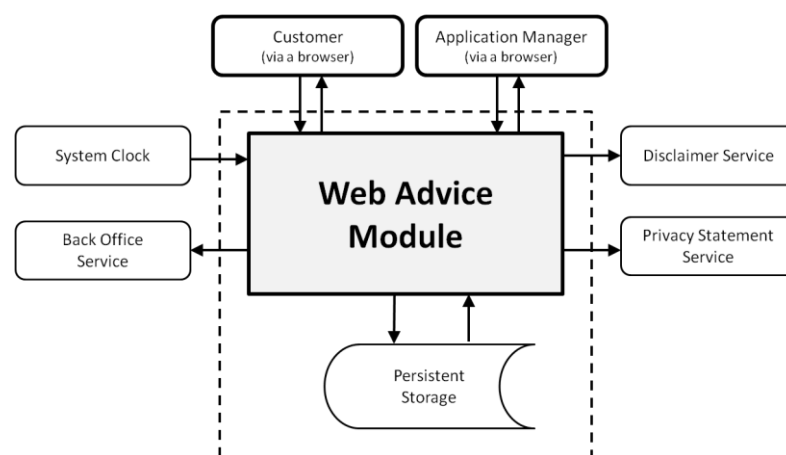 Customer
(via a browser)
Application Manager
(via a browser)
System Clock
Web Advice
Module
Disclaimer Service
Back Office
Service
Privacy Statement
Service
Persistent
Storage